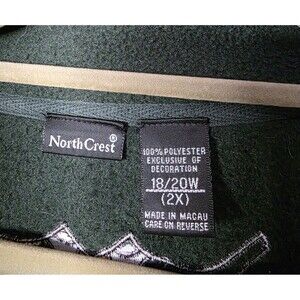 NorthCrest®
100% POLYESTER
EXCLUSIVE OF
DECORATION
18/20W
(2X)
MADE IN MACAU
CARE ON REVERSE